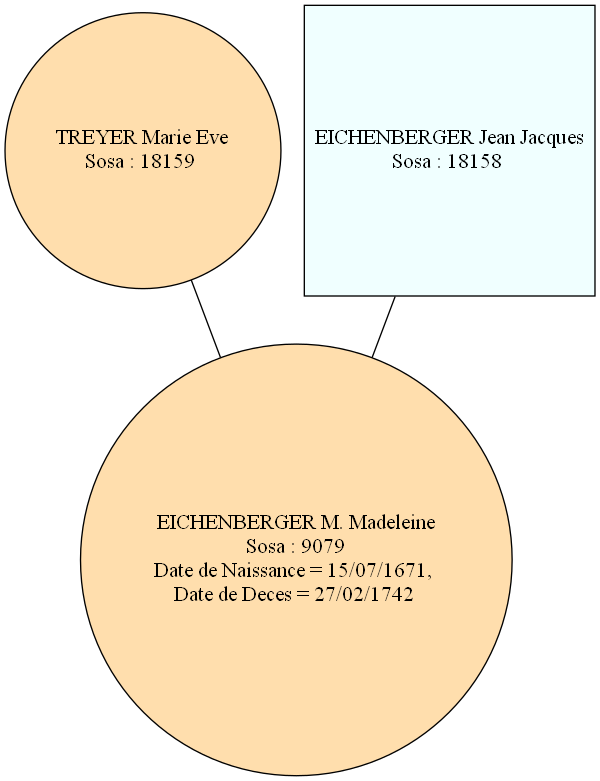 TREYER Marie Eve
Sosa : 18159
EICHENBERGER Jean Jacques
Sosa : 18158
EICHENBERGER M. Madeleine
Sosa : 9079
Date de Naissance = 15/07/1671,
Date de Deces = 27/02/1742